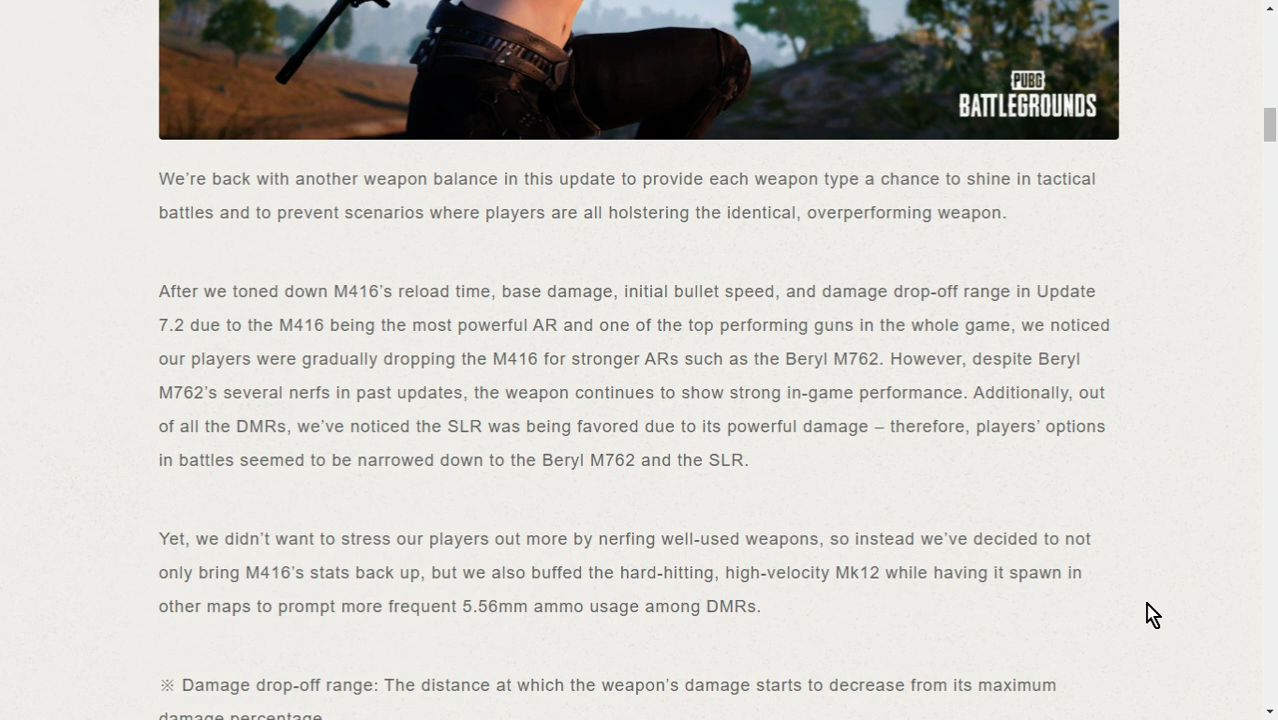 PUBG
BATTLEGROUNDS
We’re back with another weapon balance in this update to provide each weapon type a chance to shine in tactical
battles and to prevent scenarios where players are all holstering the identical, overperforming weapon.
After we toned down M416’s reload time, base damage, initial bullet speed, and damage drop-off range in Update
7.2 due to the M416 being the most powerful AR and one of the top performing guns in the whole game, we noticed
our players were gradually dropping the M416 for stronger ARs such as the Beryl M762. However, despite Beryl
M762’s several nerfs in past updates, the weapon continues to show strong in-game performance. Additionally, out
of all the DMRs, we’ve noticed the SLR was being favored due to its powerful damage – therefore, players’ options
in battles seemed to be narrowed down to the Beryl M762 and the SLR.
Yet, we didn’t want to stress our players out more by nerfing well-used weapons, so instead we’ve decided to not
only bring M416’s stats back up, but we also buffed the hard-hitting, high-velocity Mk12 while having it spawn in
other maps to prompt more frequent 5.56mm ammo usage among DMRs.
※ Damage drop-off range: The distance at which the weapon’s damage starts to decrease from its maximum
damage percentage